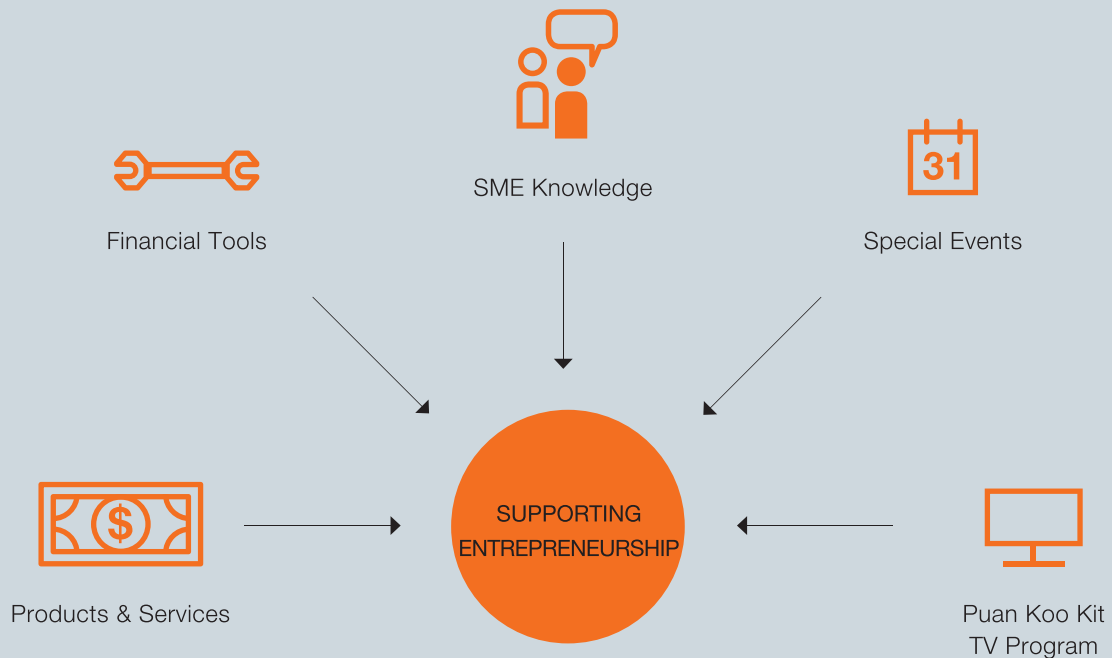 SME Knowledge
31
Financial Tools
Special Events
SUPPORTING
ENTREPRENEURSHIP
$
Products & Services
Puan Koo Kit
TV Program